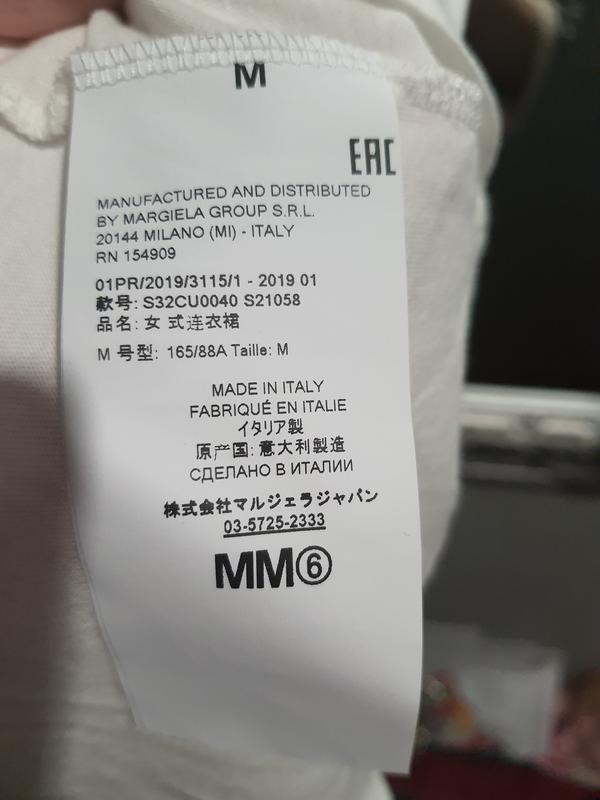 M
EAC
MANUFACTURED AND DISTRIBUTED
BY MARGIELA GROUP S.R.L.
20144 MILANO (MI) - ITALY
RN 154909
01PR/2019/3115/1 - 2019 01
款号: S32CU0040 S21058
品名: 女 式连衣裙
M 号型: 165/88A Taille: M
MADE IN ITALY
FABRIQUÉ EN ITALIE
イタリア製
原产国: 意大利製造
СДЕЛАНО В ИТАЛИИ
株式会社マルジェラジャパン
03-5725-2333
MM⑥